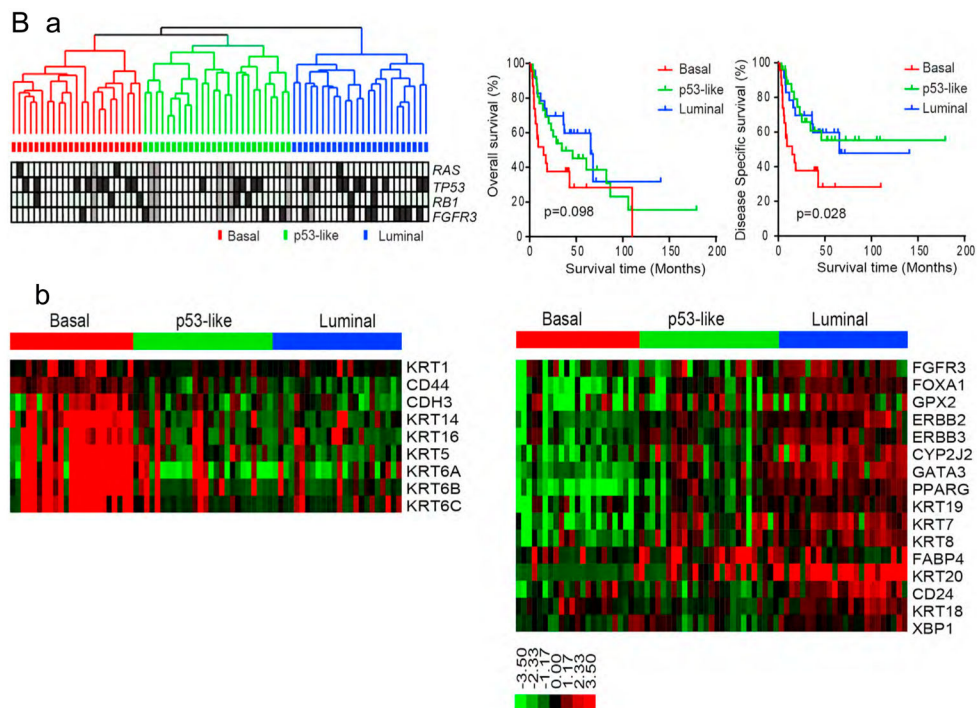 B a
RAS
TP53
RB1
FGFR3
Basal p53-like Luminal
Overall survival (%)
100
80
60
40
20
0
0 50 100 150 200
Survival time (Months)
Basal
p53-like
Luminal
p=0.098
Disease Specific survival (%)
100
80
60
40
20
0
0 50 100 150 200
Survival time (Months)
Basal
p53-like
Luminal
p=0.028
b
Basal p53-like Luminal
KRT1
CD44
CDH3
KRT14
KRT16
KRT5
KRT6A
KRT6B
KRT6C
Basal p53-like Luminal
FGFR3
FOXA1
GPX2
ERBB2
ERBB3
CYP2J2
GATA3
PPARG
KRT19
KRT7
KRT8
FABP4
KRT20
CD24
KRT18
XBP1
-3.50
-2.33
-1.17
0.00
1.17
2.33
3.50